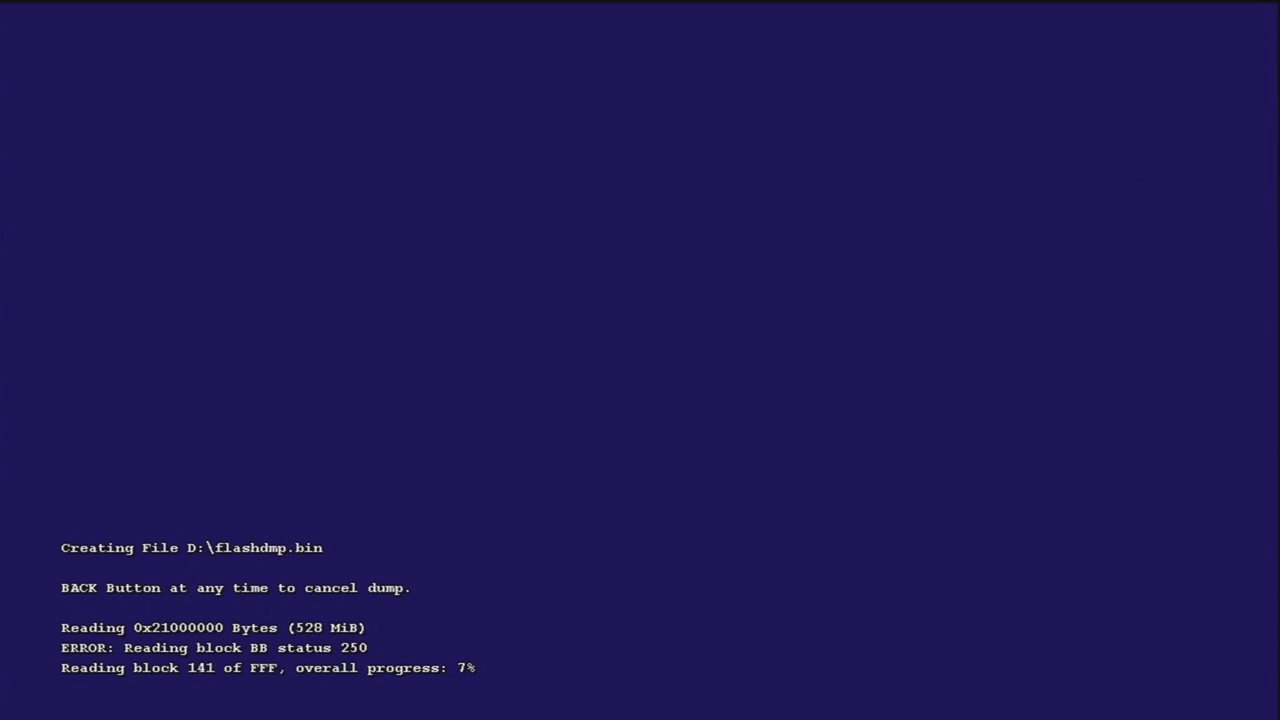 Creating File D:\flashdmp.bin
BACK Button at any time to cancel dump.
Reading 0x21000000 Bytes (528 MiB)
ERROR: Reading block BB status 250
Reading block 141 of FFF, overall progress: 7%